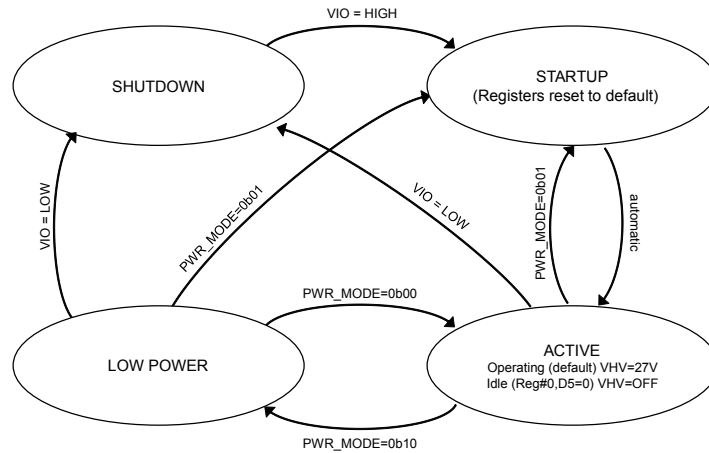 VIO = HIGH
SHUTDOWN
STARTUP
(Registers reset to default)
VIO = LOW
PWR_MODE=0b01
VIO = LOW
PWR_MODE=0b01
automatic
PWR_MODE=0b00
LOW POWER
ACTIVE
Operating (default) VHV=27V
Idle (Reg#0,D5=0) VHV=OFF
PWR_MODE=0b10